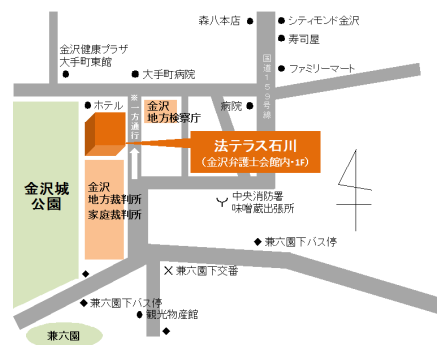 森八本店
シティモンド金沢
寿司屋
金沢健康プラザ
大手町東館
大手町病院
国道159号線
ファミリーマート
ホテル
※一方通行
金沢
地方検察庁
病院
法テラス石川
(金沢弁護士会館内・1F)
金沢城
公園
金沢
地方裁判所
家庭裁判所
中央消防署
味噌蔵出張所
兼六園下バス停
兼六園下交番
兼六園下バス停
観光物産館
兼六園